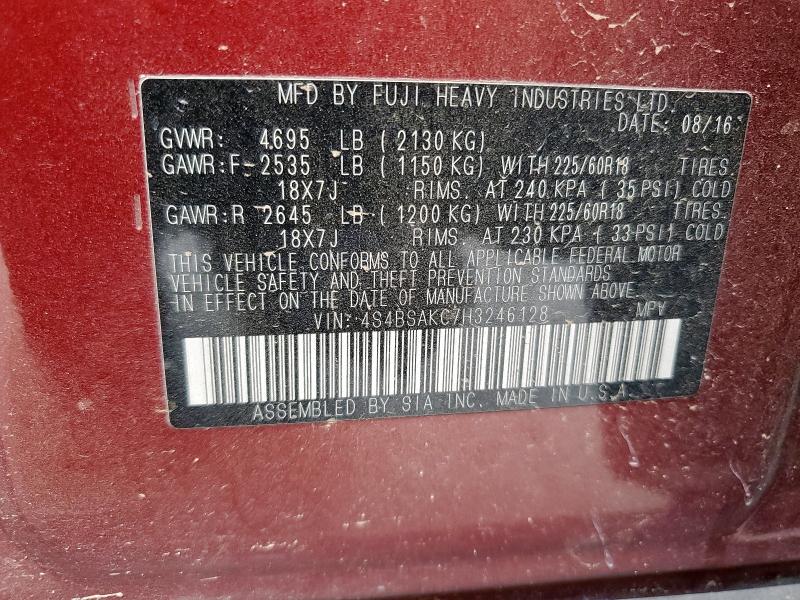 MFD BY FUJI HEAVY INDUSTRIES LTD.
DATE: 08/16
GVWR: 4695 LB ( 2130 KG)
GAWR:F 2535 LB ( 1150 KG) WITH 225/60R18 TIRES
18X7J RIMS. AT 240 KPA ( 35 PSI) COLD
GAWR:R 2645 LB ( 1200 KG) WITH 225/60R18 TIRES
18X7J RIMS. AT 230 KPA ( 33 PSI) COLD
THIS VEHICLE CONFORMS TO ALL APPLICABLE FEDERAL MOTOR
VEHICLE SAFETY AND THEFT PREVENTION STANDARDS
IN EFFECT ON THE DATE OF MANUFACTURE SHOWN ABOVE.
VIN: 4S4BSAKC7H3246128 MPV
ASSEMBLED BY SIA INC. MADE IN U.S.A.